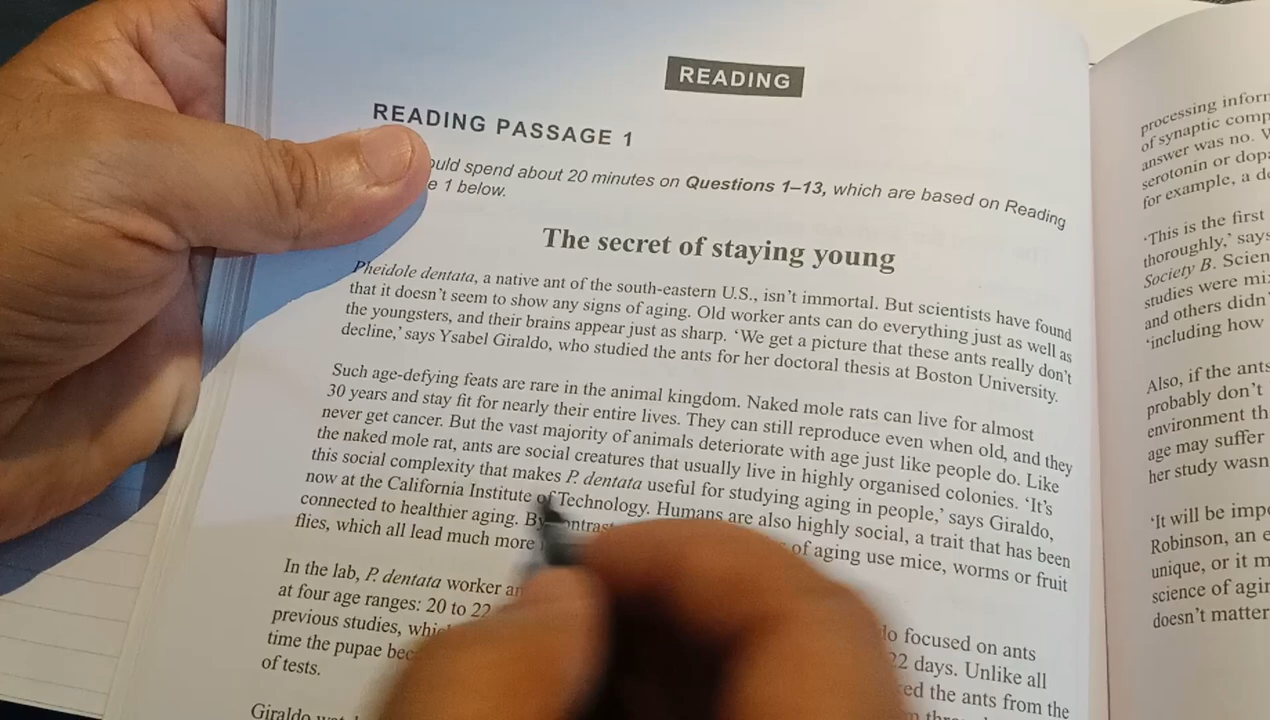 READING
READING PASSAGE 1
ould spend about 20 minutes on Questions 1–13, which are based on Reading
e 1 below.
The secret of staying young
Pheidole dentata, a native ant of the south-eastern U.S., isn't immortal. But scientists have found
that it doesn't seem to show any signs of aging. Old worker ants can do everything just as well as
the youngsters, and their brains appear just as sharp. 'We get a picture that these ants really don't
decline,' says Ysabel Giraldo, who studied the ants for her doctoral thesis at Boston University.
Such age-defying feats are rare in the animal kingdom. Naked mole rats can live for almost
30 years and stay fit for nearly their entire lives. They can still reproduce even when old, and they
never get cancer. But the vast majority of animals deteriorate with age just like people do. Like
the naked mole rat, ants are social creatures that usually live in highly organised colonies. 'It's
this social complexity that makes P. dentata useful for studying aging in people,' says Giraldo,
now at the California Institute of Technology. Humans are also highly social, a trait that has been
connected to healthier aging. By contrast of aging use mice, worms or fruit
flies, which all lead much more
In the lab, P. dentata worker an lo focused on ants
at four age ranges: 20 to 22 22 days. Unlike all
previous studies, whic ed the ants from the
time the pupae bec
of tests.
Giraldo
processing inform
of synaptic comp
answer was no.
serotonin or dopa
for example, a d
'This is the first
thoroughly,' says
Society B. Scien
studies were mi
and others didn'
'including how
Also, if the ants
probably don't
environment th
age may suffer
her study wasn
'It will be imp
Robinson, an e
unique, or it m
science of agin
doesn't matter